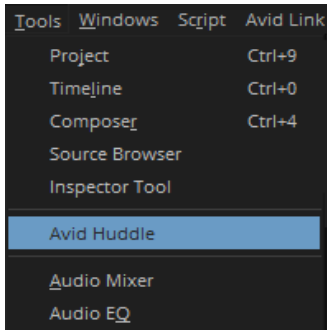 Tools Windows Script Avid Link
Project Ctrl+9
Timeline Ctrl+0
Composer Ctrl+4
Source Browser
Inspector Tool
Avid Huddle
Audio Mixer
Audio EQ